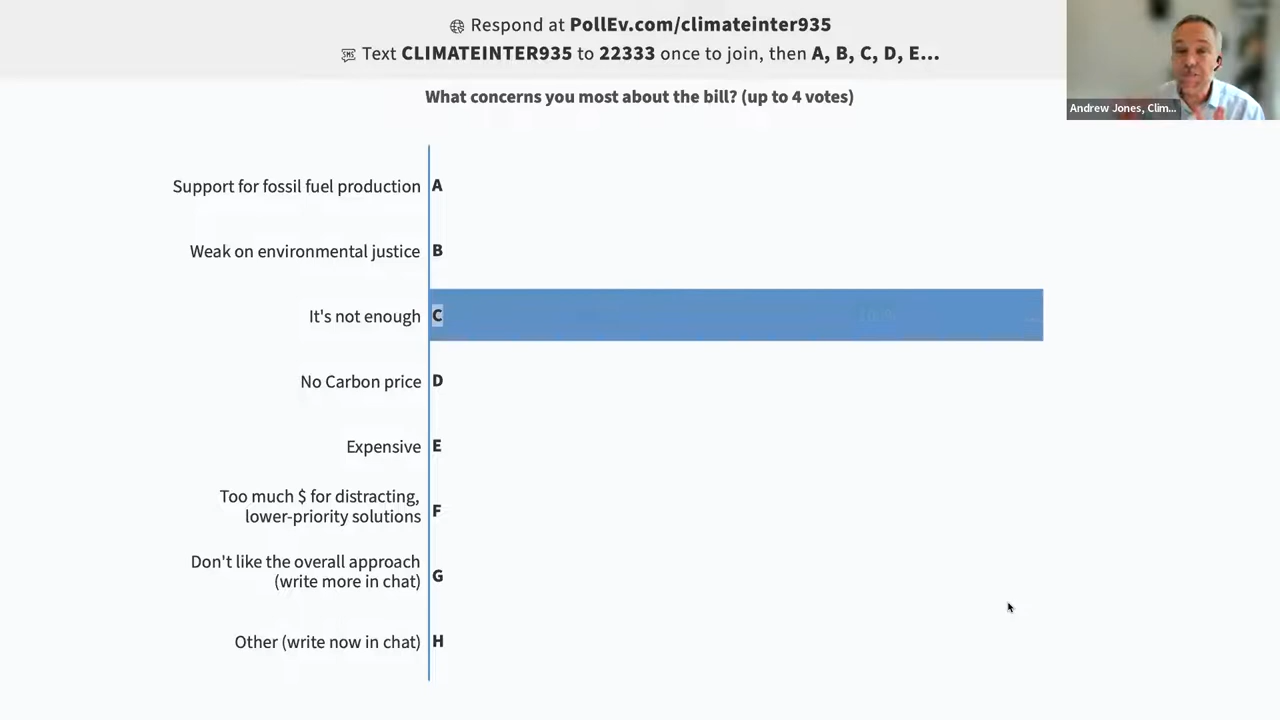 Respond at PollEv.com/climateinter935
Text CLIMATEINTER935 to 22333 once to join, then A, B, C, D, E...
What concerns you most about the bill? (up to 4 votes)
Andrew Jones, Clim...
Support for fossil fuel production A
Weak on environmental justice B
It's not enough C
No Carbon price D
Expensive E
Too much $ for distracting,
lower-priority solutions F
Don't like the overall approach
(write more in chat) G
Other (write now in chat) H